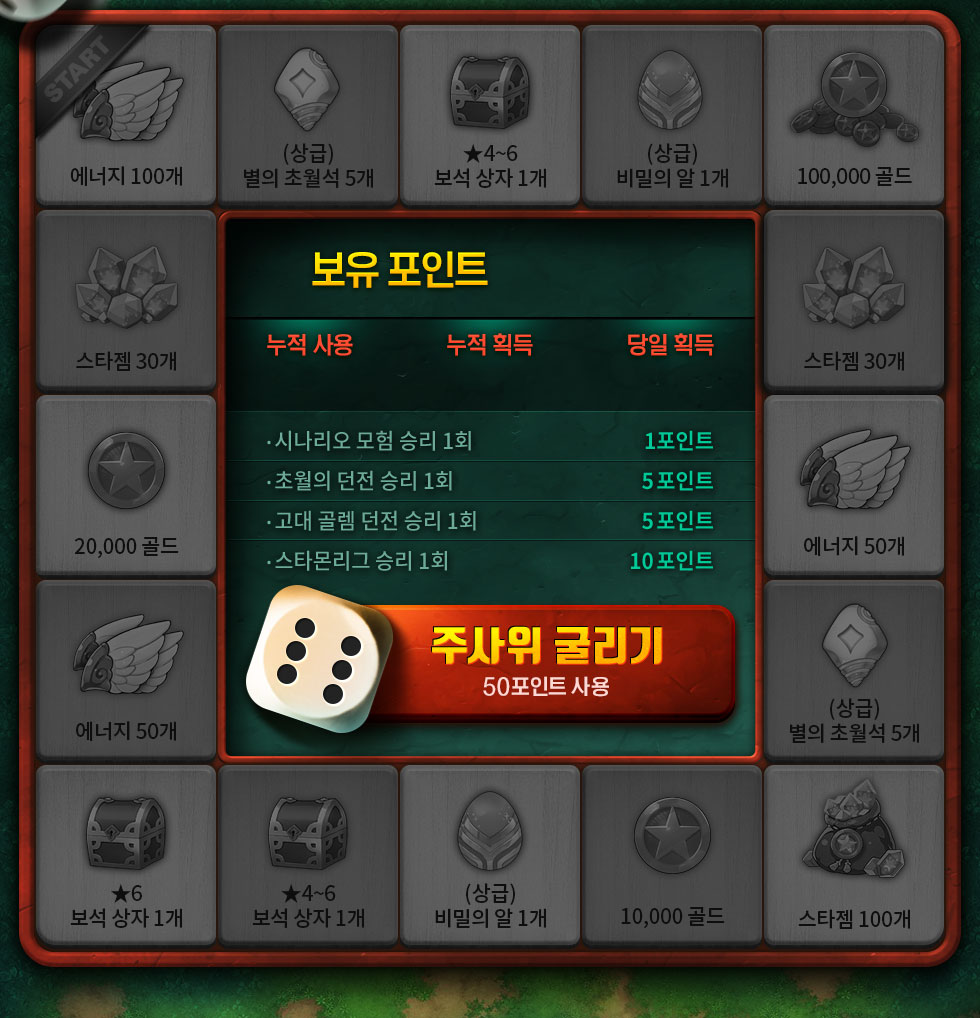 START
에너지 100개
(상급)
별의 초월석 5개
★4~6
보석 상자 1개
(상급)
비밀의 알 1개
100,000 골드
스타젬 30개
보유 포인트
스타젬 30개
누적 사용
누적 획득
당일 획득
20,000 골드
·시나리오 모험 승리 1회
1포인트
·초월의 던전 승리 1회
5포인트
·고대 골렘 던전 승리 1회
5포인트
·스타몬리그 승리 1회
10포인트
에너지 50개
에너지 50개
주사위 굴리기
50포인트 사용
(상급)
별의 초월석 5개
★6
보석 상자 1개
★4~6
보석 상자 1개
(상급)
비밀의 알 1개
10,000 골드
스타젬 100개